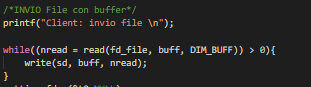 /*INVIO File con buffer*/
printf("Client: invio file \n");
while((nread = read(fd_file, buff, DIM_BUFF)) > 0){
write(sd, buff, nread);
}